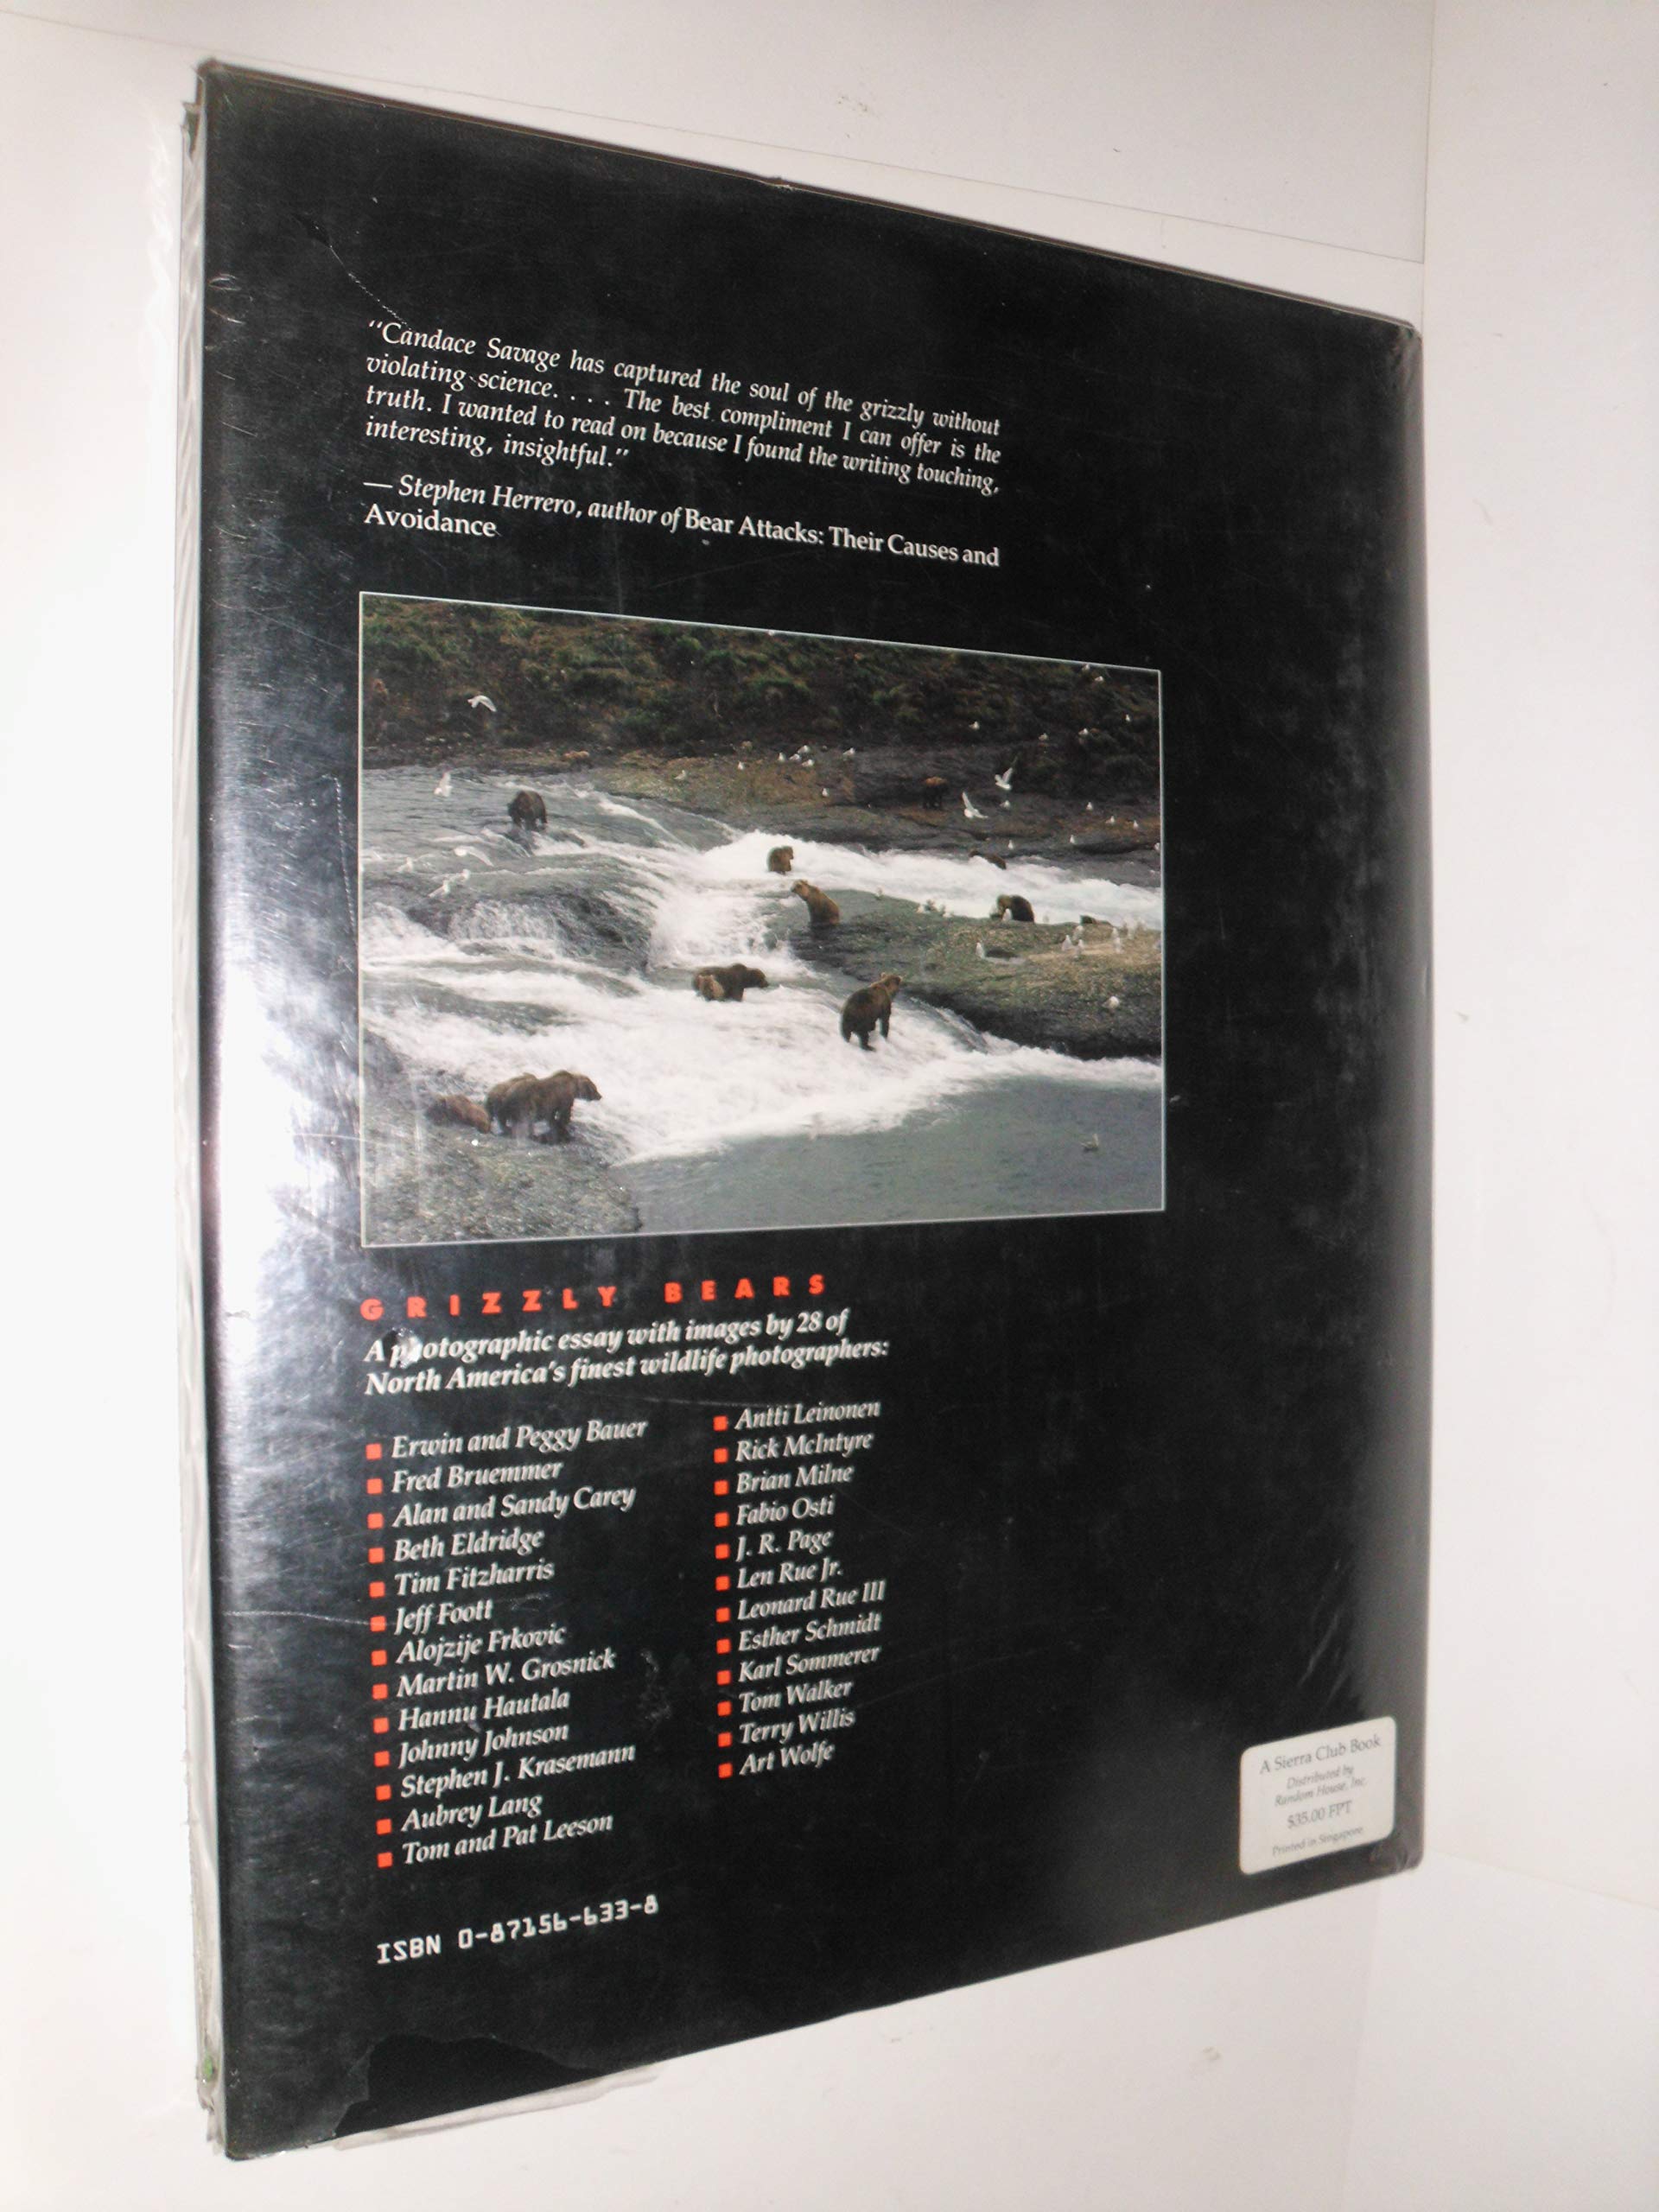 "Candace Savage has captured the soul of the grizzly without
violating science. . . . The best compliment I can offer is the
truth. I wanted to read on because I found the writing touching,
interesting, insightful."
— Stephen Herrero, author of Bear Attacks: Their Causes and
Avoidance
GRIZZLY BEARS
A photographic essay with images by 28 of
North America's finest wildlife photographers:
Erwin and Peggy Bauer
Fred Bruemmer
Alan and Sandy Carey
Beth Eldridge
Tim Fitzharris
Jeff Foott
Alojzije Frkovic
Martin W. Grosnick
Hannu Hautala
Johnny Johnson
Stephen J. Krasemann
Aubrey Lang
Tom and Pat Leeson
Antti Leinonen
Rick McIntyre
Brian Milne
Fabio Osti
J. R. Page
Len Rue Jr.
Leonard Rue III
Esther Schmidt
Karl Sommerer
Tom Walker
Terry Willis
Art Wolfe
ISBN 0-87156-633-8
A Sierra Club Book
Distributed by
Random House, Inc.
$35.00 FPT
Printed in Singapore